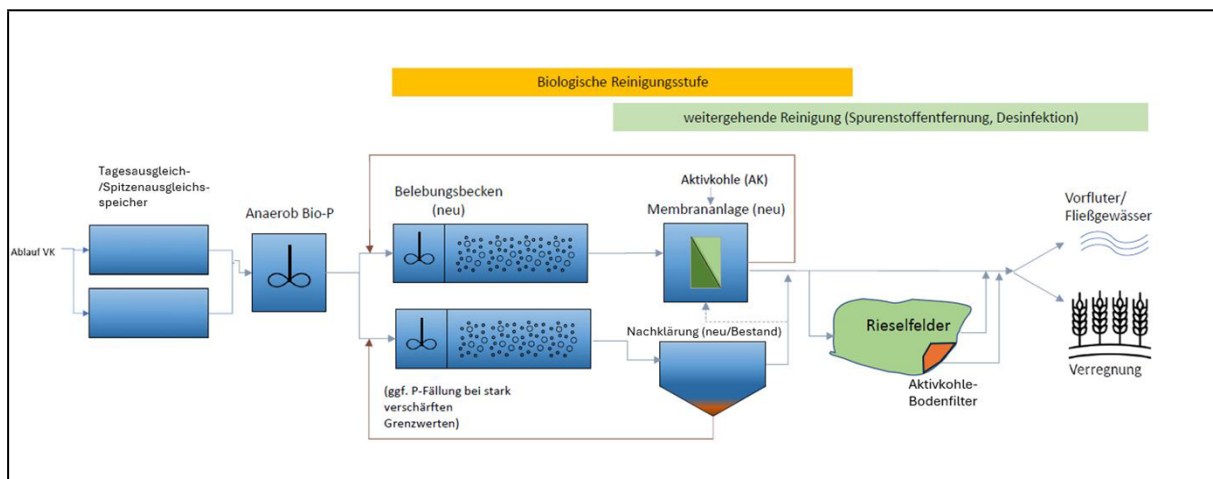 Biologische Reinigungsstufe
weitergehende Reinigung (Spurenstoffentfernung, Desinfektion)
Tagesausgleich-
/Spitzenausgleichs-
speicher
Ablauf VK
Anaerob Bio-P
Belebungsbecken
(neu)
(ggf. P-Fällung bei stark
verschärften
Grenzwerten)
Aktivkohle (AK)
Membrananlage (neu)
Nachklärung (neu/Bestand)
Rieselfelder
Aktivkohle-
Bodenfilter
Vorfluter/
Fließgewässer
Verregnung